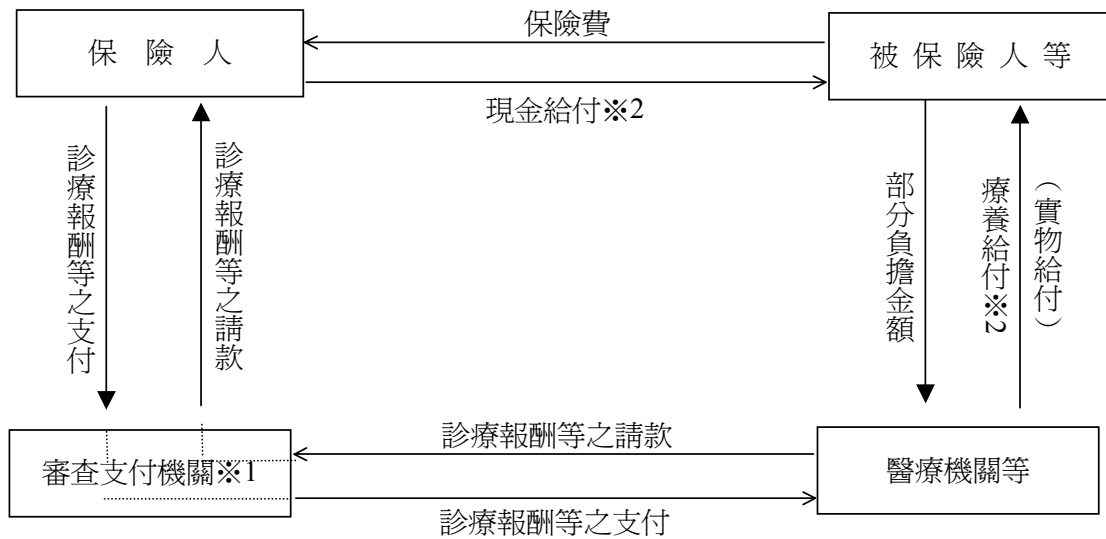 保險費
保 險 人
被 保 險 人 等
現金給付※2
診療報酬等之支付
診療報酬等之請款
部分負擔金額
療養給付※2
（實物給付）
診療報酬等之請款
審查支付機關※1
醫療機關等
診療報酬等之支付